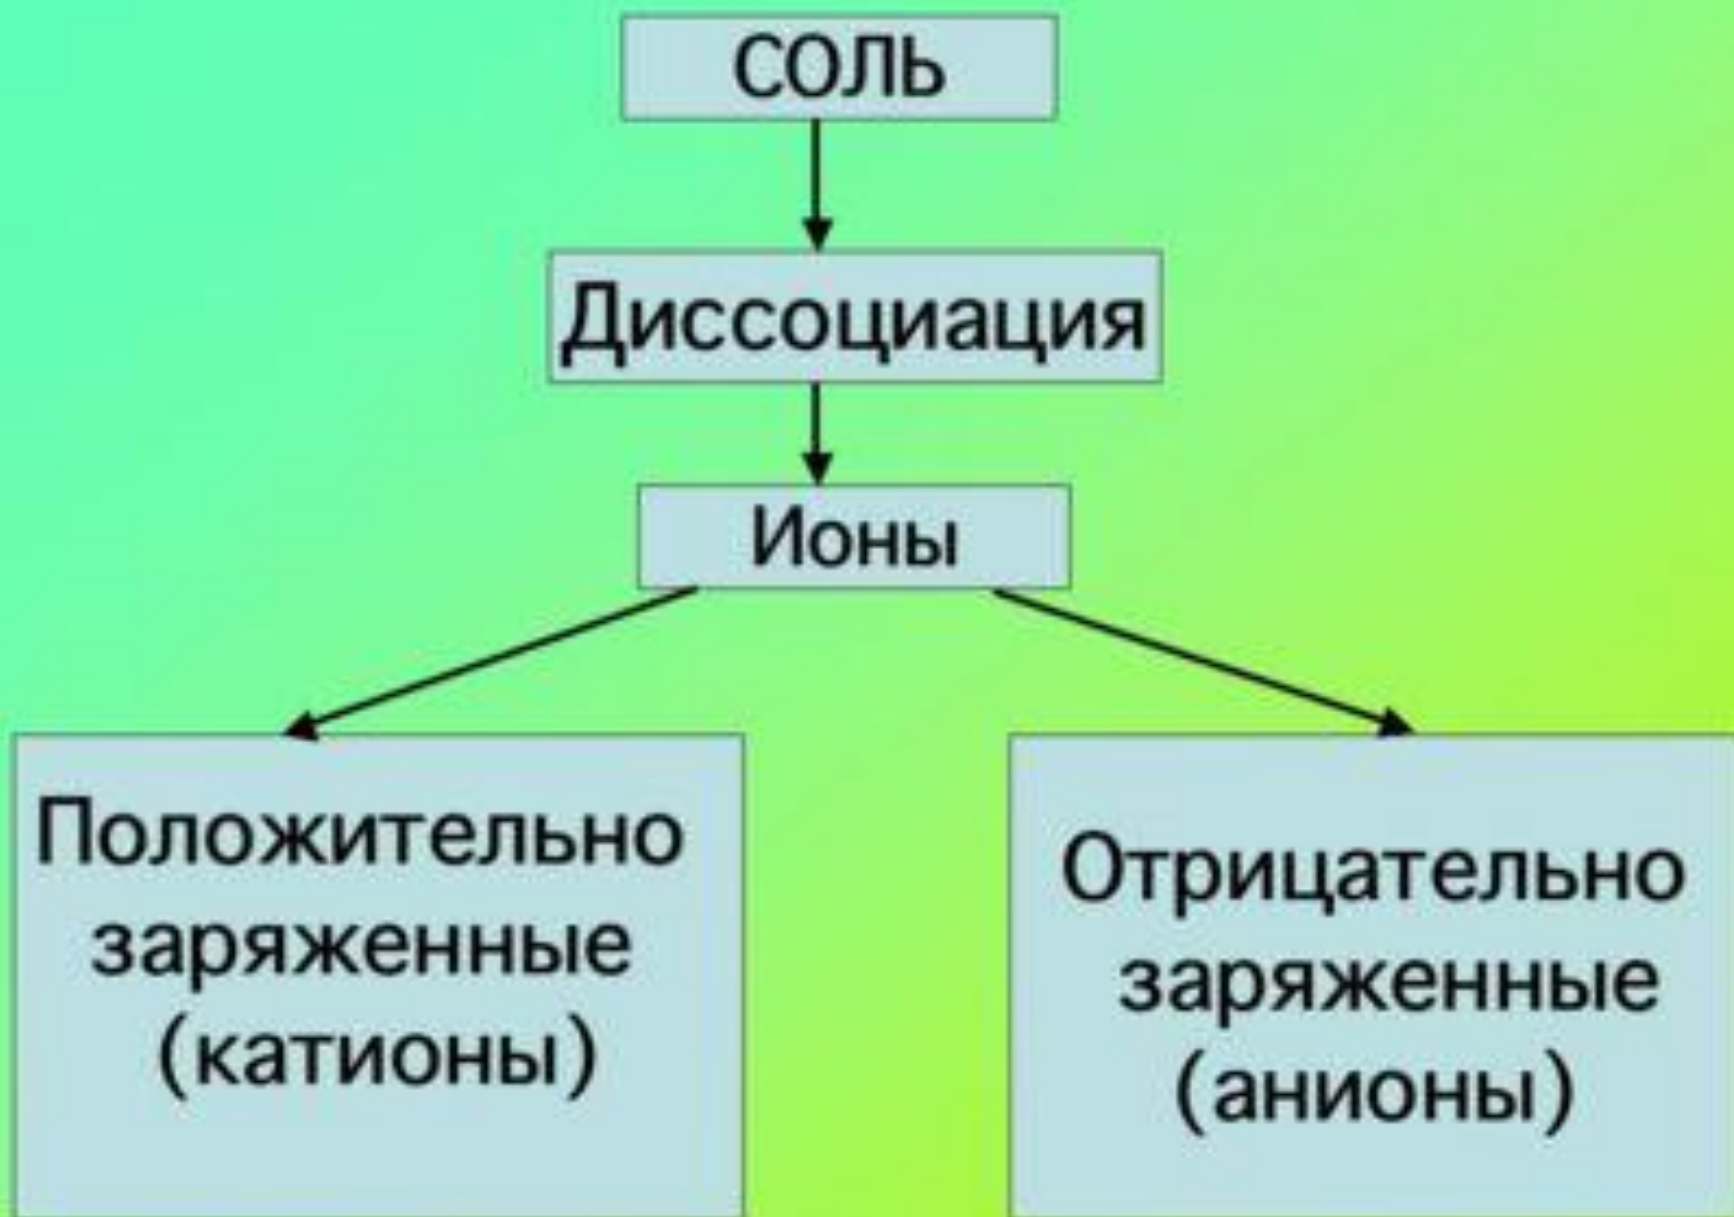 СОЛЬ
Диссоциация
Ионы
Положительно
заряженные
(катионы)
Отрицательно
заряженные
(анионы)